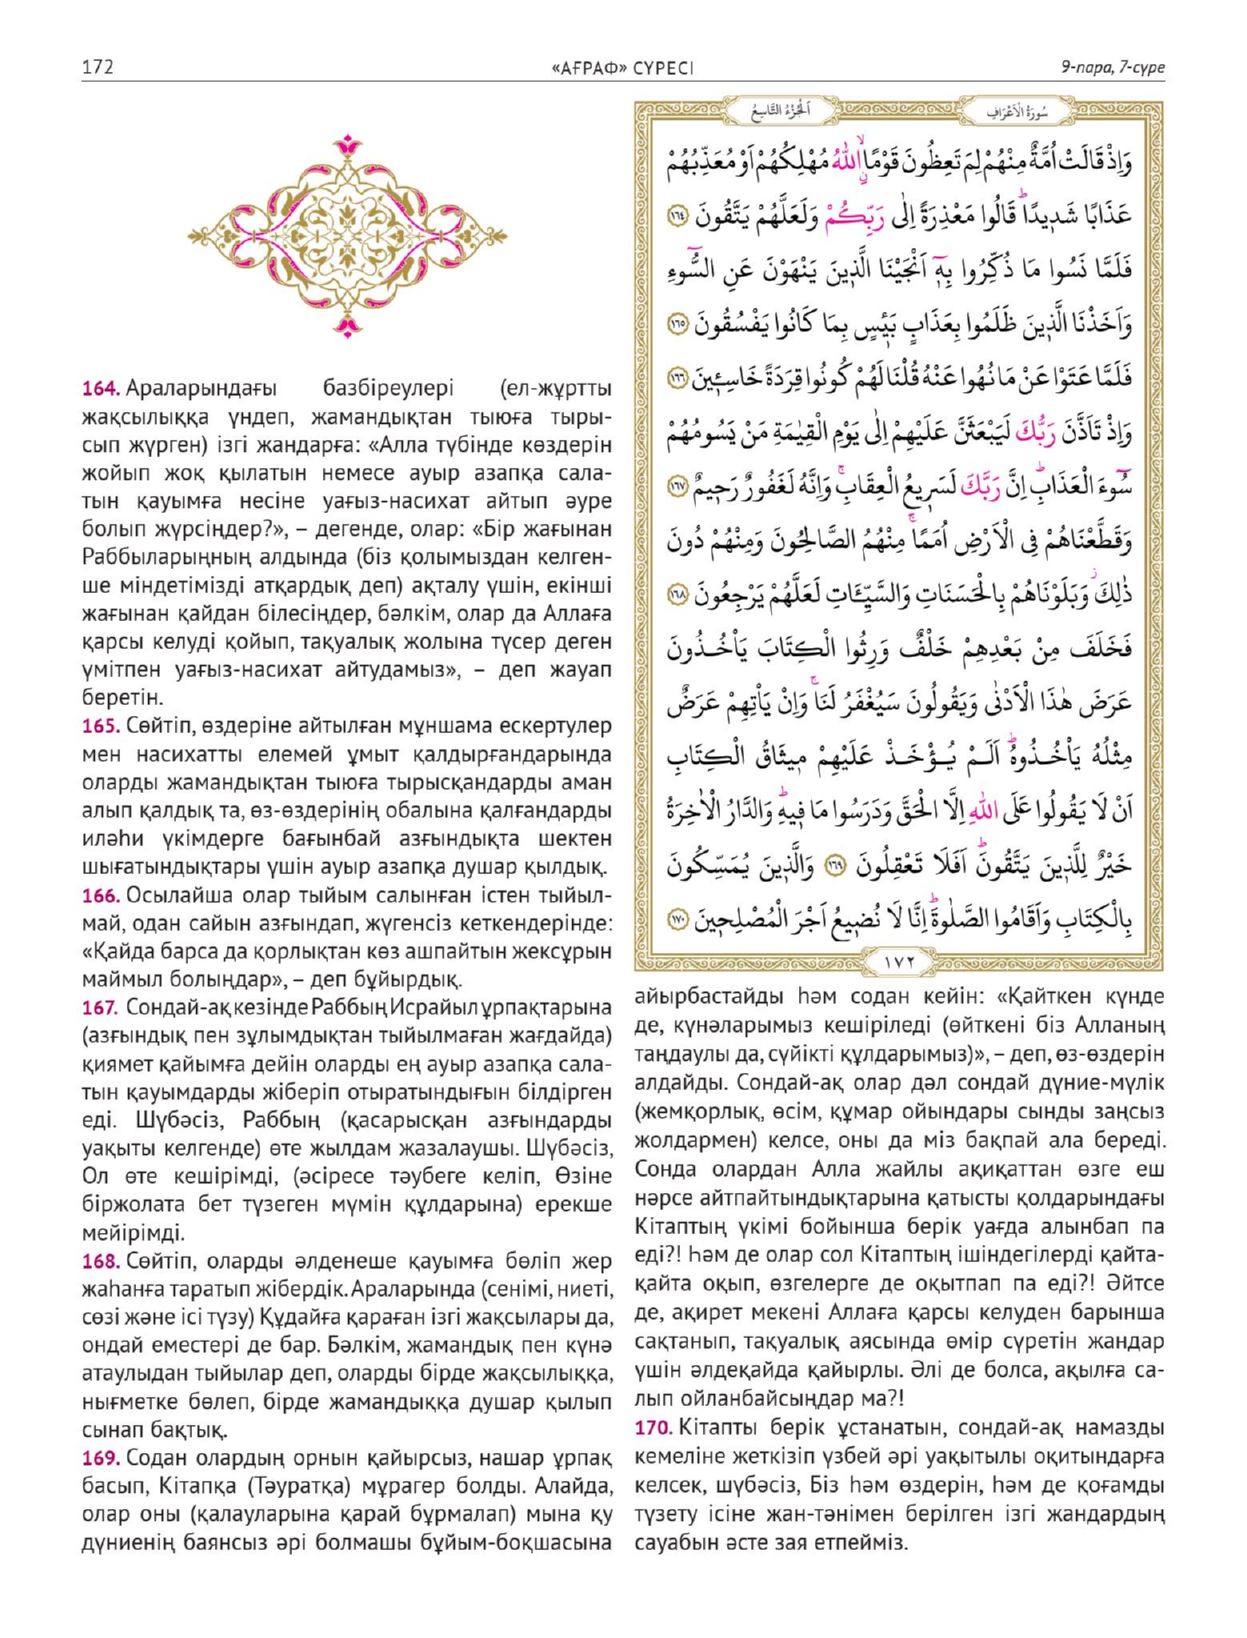 172
«АҒРАФ» СҮРЕСІ
9-пара, 7-сүре
164. Араларындағы базбіреулері (ел-жұртты
жақсылыққа үндеп, жамандықтан тыюға тыры-
сып жүрген) ізгі жандарға: «Алла түбінде көздерін
жойып жоқ қылатын немесе ауыр азапқа сала-
тын қауымға несіне уағыз-насихат айтып әуре
болып жүрсіңдер?», – дегенде, олар: «Бір жағынан
Раббыларыңның алдында (біз қолымыздан келген-
ше міндетімізді атқардық деп) ақталу үшін, екінші
жағынан қайдан білесіңдер, бәлкім, олар да Аллаға
қарсы келуді қойып, тақуалық жолына түсер деген
үмітпен уағыз-насихат айтудамыз», – деп жауап
беретін.
165. Сөйтіп, өздеріне айтылған мұншама ескертулер
мен насихатты елемей ұмыт қалдырғандарында
оларды жамандықтан тыюға тырысқандарды аман
алып қалдық та, өз-өздерінің обалына қалғандарды
иләһи үкімдерге бағынбай азғындықта шектен
шығатындықтары үшін ауыр азапқа душар қылдық.
166. Осылайша олар тыйым салынған істен тыйыл-
май, одан сайын азғындап, жүгенсіз кеткендерінде:
«Қайда барса да қорлықтан көз ашпайтын жексұрын
маймыл болыңдар», – деп бұйырдық.
167. Сондай-ақ кезінде Раббың Исрайыл ұрпақтарына
(азғындық пен зұлымдықтан тыйылмаған жағдайда)
қиямет қайымға дейін оларды ең ауыр азапқа сала-
тын қауымдарды жіберіп отыратындығын білдірген
еді. Шүбәсіз, Раббың (қасарысқан азғындарды
уақыты келгенде) өте жылдам жазалаушы. Шүбәсіз,
Ол өте кешірімді, (әсіресе тәубеге келіп, Өзіне
біржолата бет түзеген мүмін құлдарына) ерекше
мейірімді.
168. Сөйтіп, оларды әлденеше қауымға бөліп жер
жаһанға таратып жібердік. Араларында (сенімі, ниеті,
сөзі және ісі түзу) Құдайға қараған ізгі жақсылары да,
ондай еместері де бар. Бәлкім, жамандық пен күнә
атаулыдан тыйылар деп, оларды бірде жақсылыққа,
нығметке бөлеп, бірде жамандыққа душар қылып
сынап бақтық.
169. Содан олардың орнын қайырсыз, нашар ұрпақ
басып, Кітапқа (Тәуратқа) мұрагер болды. Алайда,
олар оны (қалауларына қарай бұрмалап) мына қу
дүниенің баянсыз әрі болмашы бұйым-боқшасына
اَلْجُزْءُ التَّاسِعُ
سُورَةُ الْاَعْرَافِ
وَاِذْ قَالَتْ اُمَّةٌ مِنْهُمْ لِمَ تَعِظُونَ قَوْمًاۙ اللّٰهُ مُهْلِكُهُمْ اَوْ مُعَذِّبُهُمْ
عَذَابًا شَد۪يدًاۜ قَالُوا مَعْذِرَةً اِلٰى رَبِّكُمْ وَلَعَلَّهُمْ يَتَّقُونَ ١٦٤
فَلَمَّا نَسُوا مَا ذُكِّرُوا بِه۪ٓ اَنْجَيْنَا الَّذ۪ينَ يَنْهَوْنَ عَنِ السُّٓوءِ
وَاَخَذْنَا الَّذ۪ينَ ظَلَمُوا بِعَذَابٍ بَـ۪ٔيسٍ بِمَا كَانُوا يَفْسُقُونَ ١٦٥
فَلَمَّا عَتَوْا عَنْ مَا نُهُوا عَنْهُ قُلْنَا لَهُمْ كُونُوا قِرَدَةً خَاسِـ۪ٔينَ ١٦٦
وَاِذْ تَاَذَّنَ رَبُّكَ لَيَبْعَثَنَّ عَلَيْهِمْ اِلٰى يَوْمِ الْقِيٰمَةِ مَنْ يَسُومُهُمْ
سُٓوءَ الْعَذَابِۜ اِنَّ رَبَّكَ لَسَر۪يعُ الْعِقَابِۚ وَاِنَّهُ لَغَفُورٌ رَح۪يمٌ ١٦٧
وَقَطَّعْنَاهُمْ فِي الْاَرْضِ اُمَمًاۚ مِنْهُمُ الصَّالِحُونَ وَمِنْهُمْ دُونَ
ذٰلِكَۘ وَبَلَوْنَاهُمْ بِالْحَسَنَاتِ وَالسَّيِّـَٔاتِ لَعَلَّهُمْ يَرْجِعُونَ ١٦٨
فَخَلَفَ مِنْ بَعْدِهِمْ خَلْفٌ وَرِثُوا الْكِتَابَ يَأْخُذُونَ
عَرَضَ هٰذَا الْاَدْنٰى وَيَقُولُونَ سَيُغْفَرُ لَنَاۚ وَاِنْ يَأْتِهِمْ عَرَضٌ
مِثْلُهُ يَأْخُذُوهُۜ اَلَمْ يُؤْخَذْ عَلَيْهِمْ م۪يثَاقُ الْكِتَابِ
اَنْ لَا يَقُولُوا عَلَى اللّٰهِ اِلَّا الْحَقَّ وَدَرَسُوا مَا ف۪يهِۜ وَالدَّارُ الْاٰخِرَةُ
خَيْرٌ لِلَّذ۪ينَ يَتَّقُونَۜ اَفَلَا تَعْقِلُونَ ١٦٩ وَالَّذ۪ينَ يُمَسِّكُونَ
بِالْكِتَابِ وَاَقَامُوا الصَّلٰوةَۜ اِنَّا لَا نُض۪يعُ اَجْرَ الْمُصْلِح۪ينَ ١٧٠
١٧٢
айырбастайды һәм содан кейін: «Қайткен күнде
де, күнәларымыз кешіріледі (өйткені біз Алланың
таңдаулы да, сүйікті құлдарымыз)», – деп, өз-өздерін
алдайды. Сондай-ақ олар дәл сондай дүние-мүлік
(жемқорлық, өсім, құмар ойындары сынды заңсыз
жолдармен) келсе, оны да міз бақпай ала береді.
Сонда олардан Алла жайлы ақиқаттан өзге еш
нәрсе айтпайтындықтарына қатысты қолдарындағы
Кітаптың үкімі бойынша берік уағда алынбап па
еді?! Һәм де олар сол Кітаптың ішіндегілерді қайта-
қайта оқып, өзгелерге де оқытпап па еді?! Әйтсе
де, ақирет мекені Аллаға қарсы келуден барынша
сақтанып, тақуалық аясында өмір сүретін жандар
үшін әлдеқайда қайырлы. Әлі де болса, ақылға са-
лып ойланбайсыңдар ма?!
170. Кітапты берік ұстанатын, сондай-ақ намазды
кемеліне жеткізіп үзбей әрі уақытылы оқитындарға
келсек, шүбәсіз, Біз һәм өздерін, һәм де қоғамды
түзету ісіне жан-тәнімен берілген ізгі жандардың
сауабын әсте зая етпейміз.